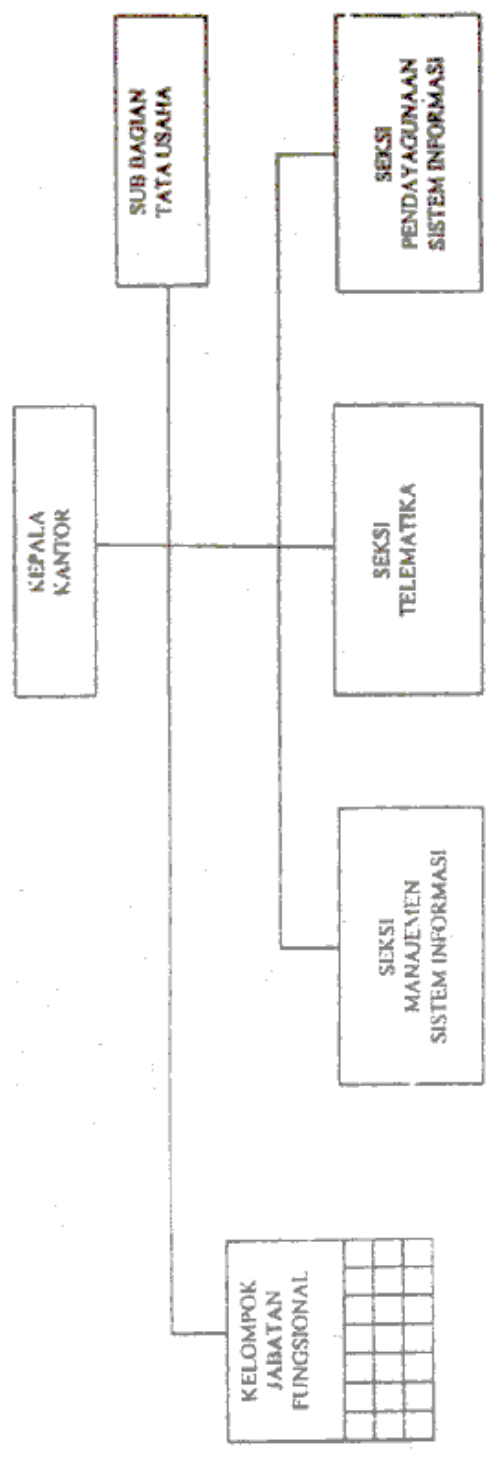 KEPALA
KANTOR
SUB BAGIAN
TATA USAHA
KELOMPOK
JABATAN
FUNGSIONAL
SEKSI
MANAJEMEN
SISTEM INFORMASI
SEKSI
TELEMATIKA
SEKSI
PENDAYAGUNAAN
SISTEM INFORMASI